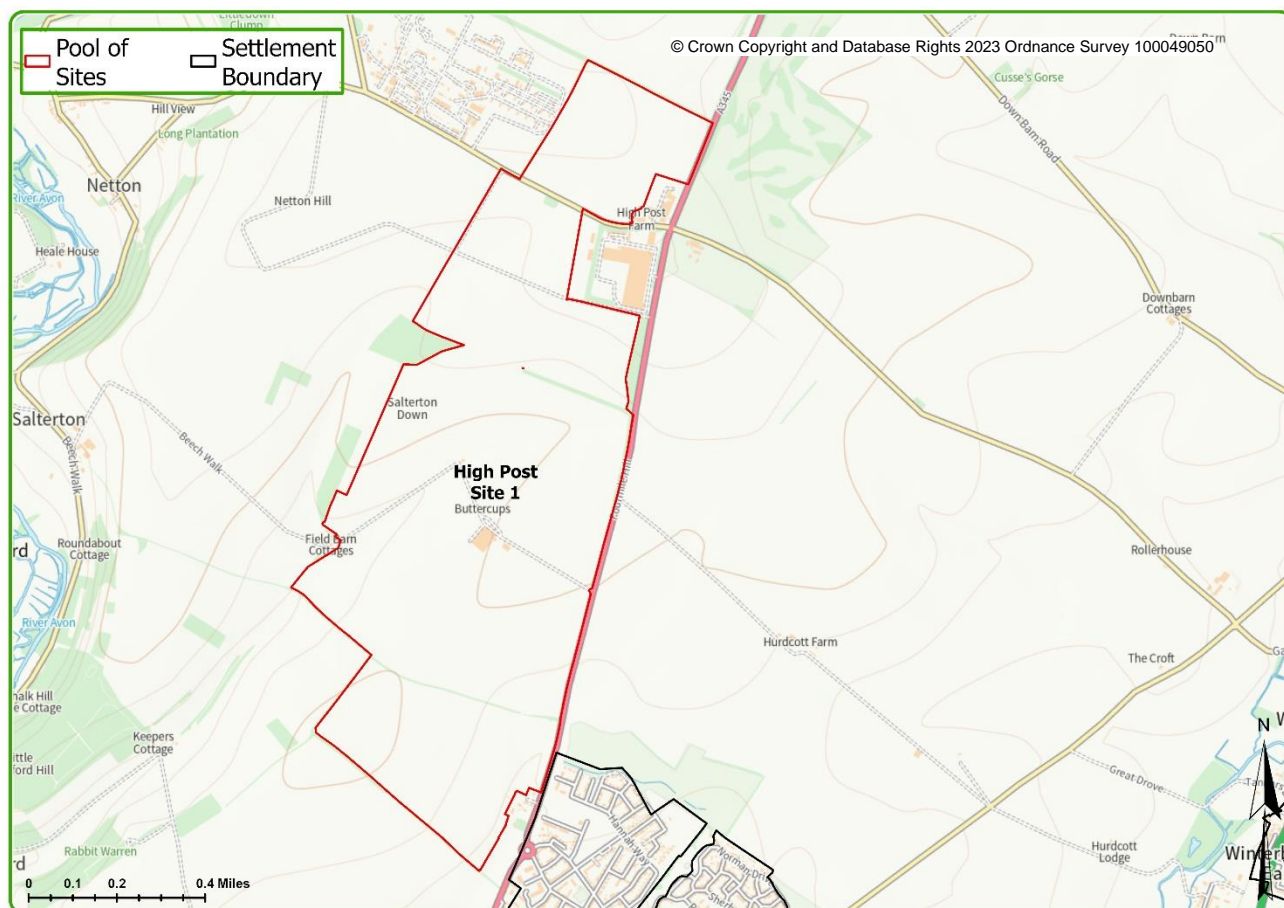 Littledown
Clump
Pool of
Sites
Settlement
Boundary
© Crown Copyright and Database Rights 2023 Ordnance Survey 100049050
Cusse's Gorse
A345
Hill View
Long Plantation
Down Barn Road
Netton
River Avon
Netton Hill
High Post
Farm
Heale House
Downbarn
Cottages
Salterton
Down
Salterton
Beech Walk
Beech Walk
High Post
Site 1
Buttercups
Roundabout
Cottage
Field Barn
Cottages
Rollerhouse
River Avon
Hurdcott Farm
The Croft
Keepers
Cottage
N
Great Drove
Hannah Way
Rabbit Warren
Hurdcott
Lodge
0 0.1 0.2 0.4 Miles